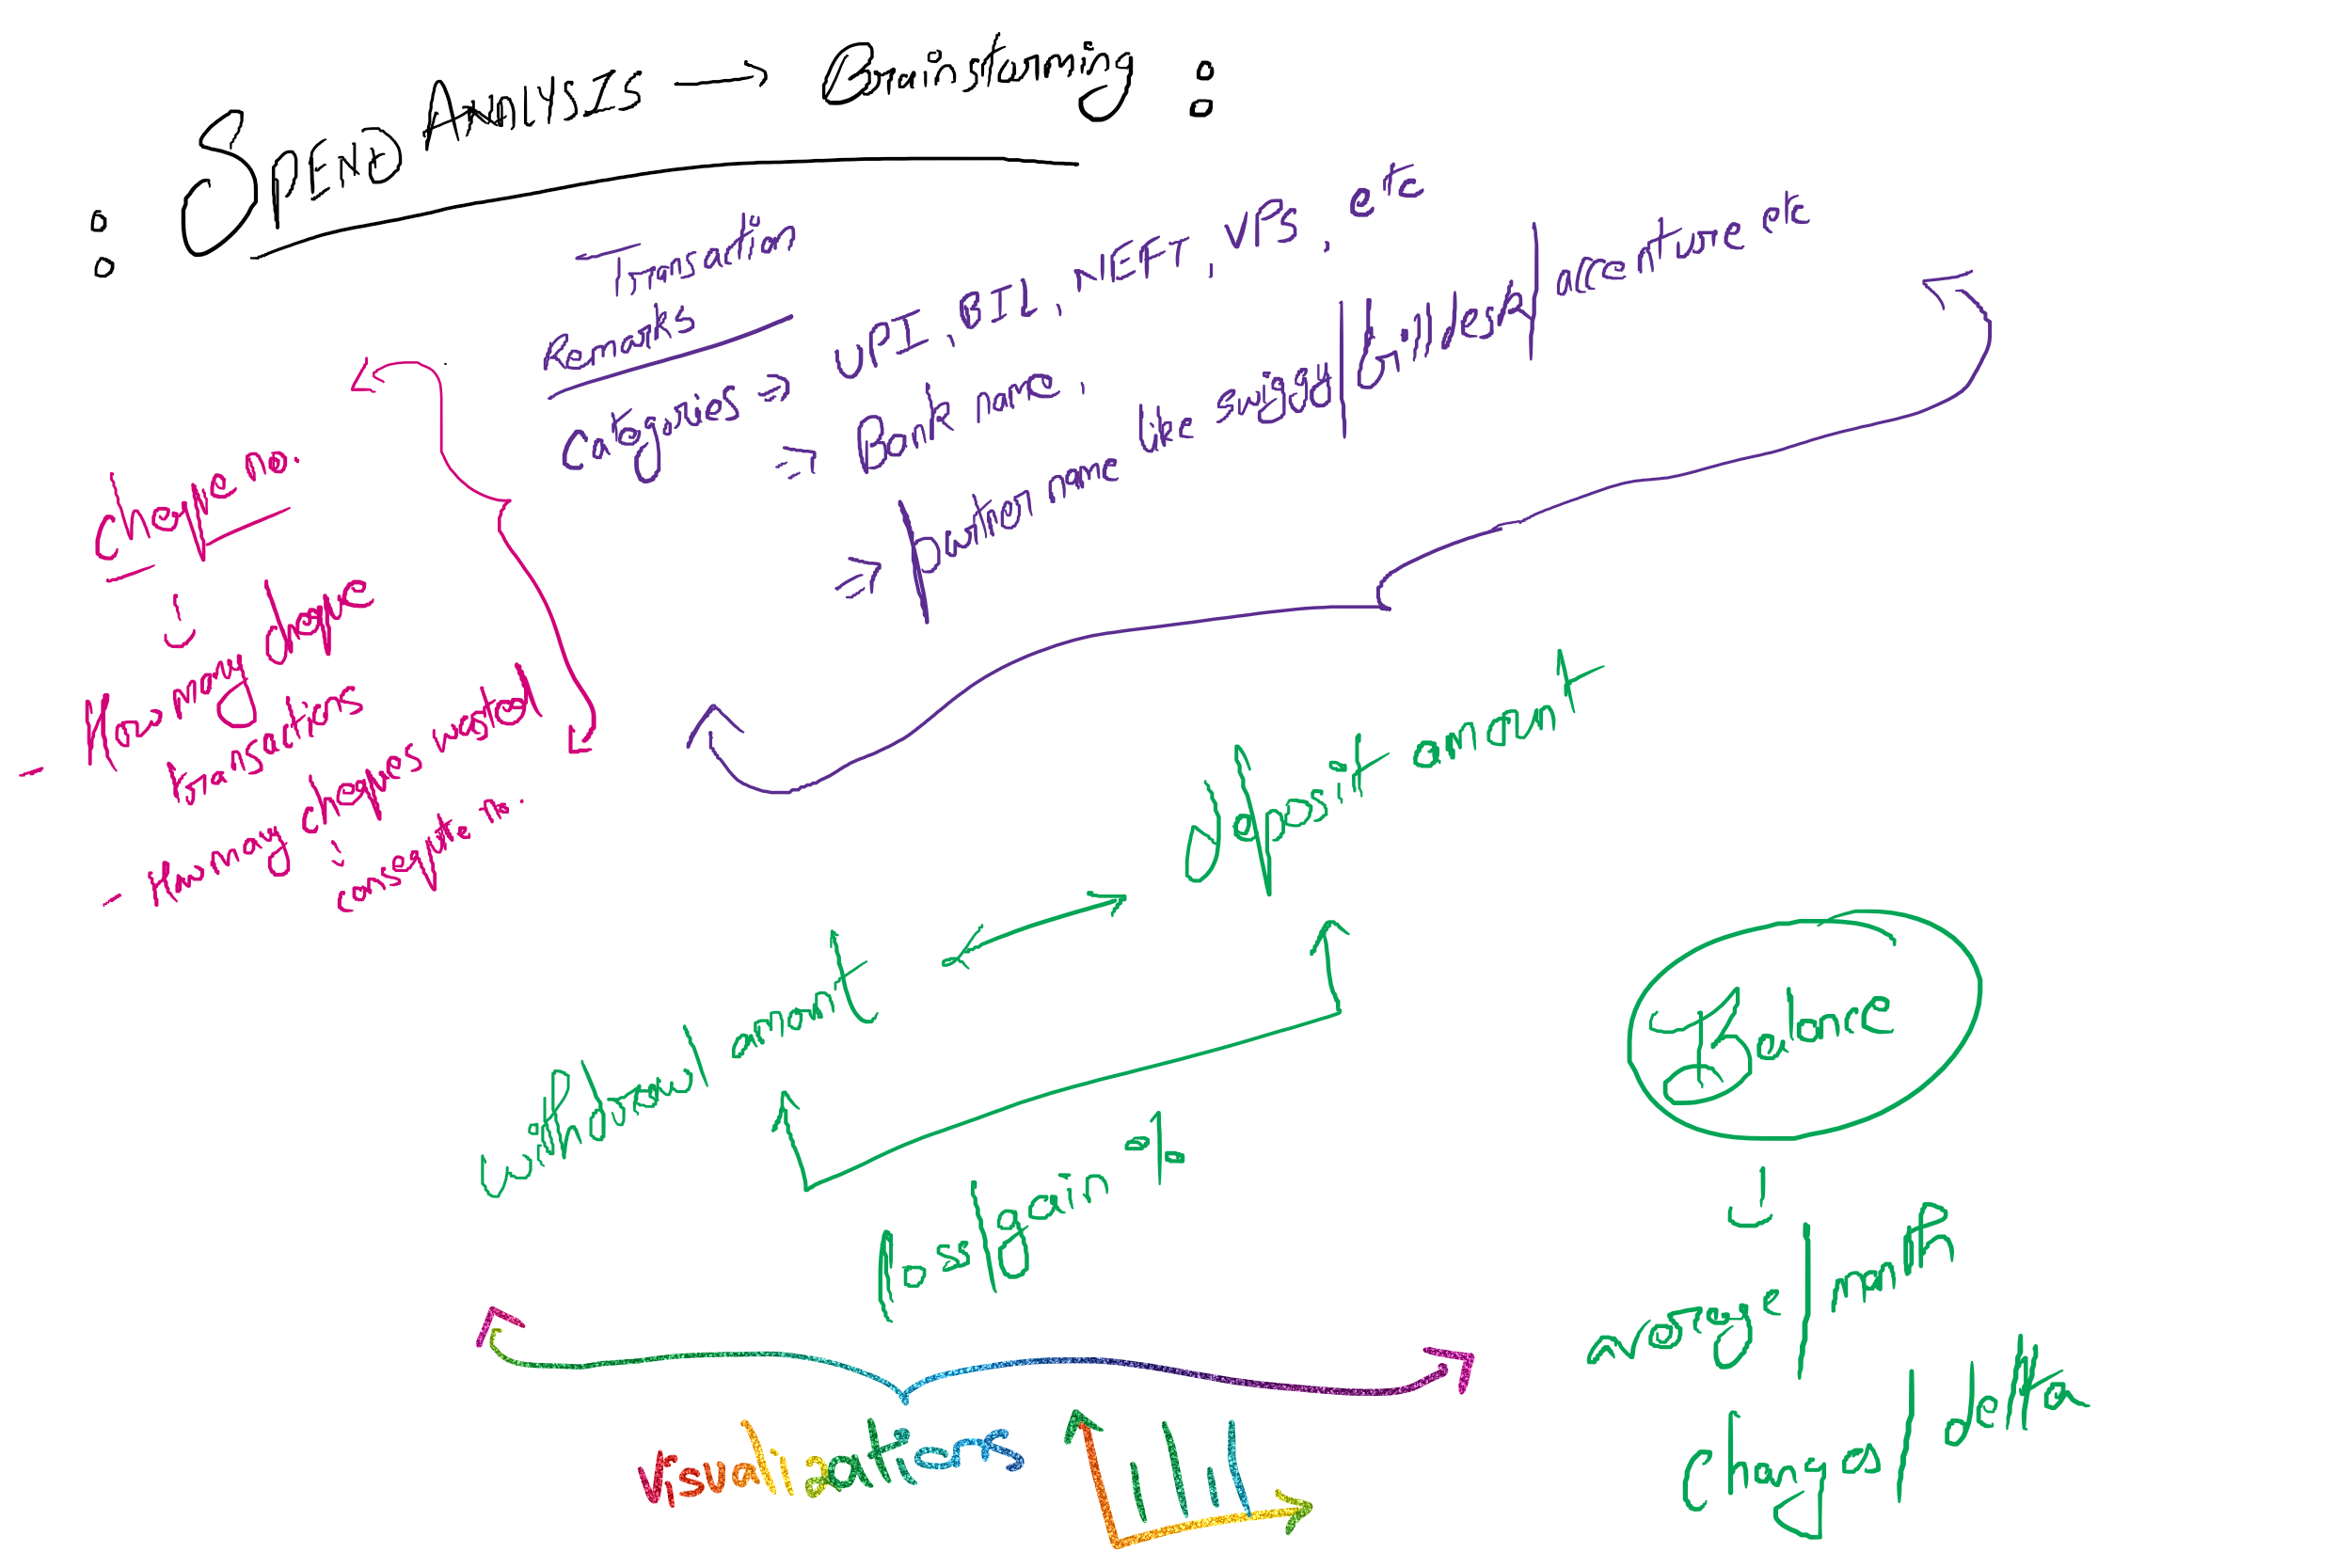 : SPEND ANALYSIS → Brainstorming :
Transaction
Remarks
Categories ⇒ UPI, BIL, NEFT, VPS, etc
⇒ Bank name,
⇒ partner name like swiggy/billdesk/accenture etc
cheque no.
- How many cheque
transactions
- How many cheques wasted
conseqüte no.
deposit amount
withdrawl amount
loss/gain %
Balance
average/month
changes/delta
Visualizations